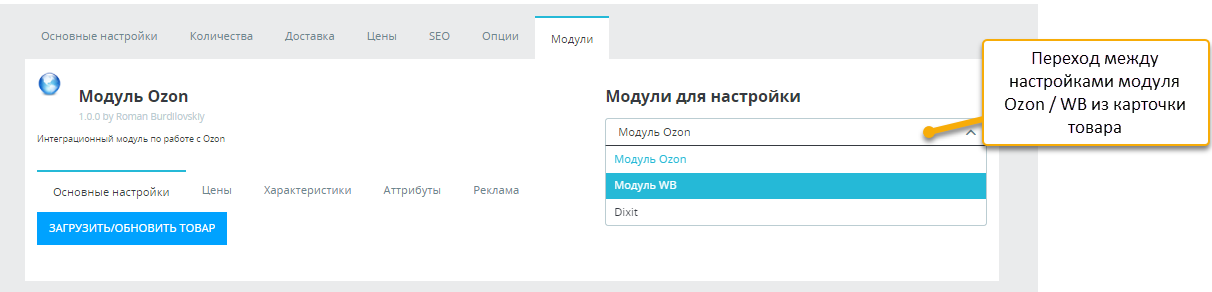 Основные настройки Количества Доставка Цены SEO Опции Модули
Модуль Ozon
1.0.0 by Roman Burdilovskiy
Интеграционный модуль по работе с Ozon
Основные настройки Цены Характеристики Аттрибуты Реклама
ЗАГРУЗИТЬ/ОБНОВИТЬ ТОВАР
Модули для настройки
Модуль Ozon
Модуль Ozon
Модуль WB
Dixit
Переход между
настройками модуля
Ozon / WB из карточки
товара